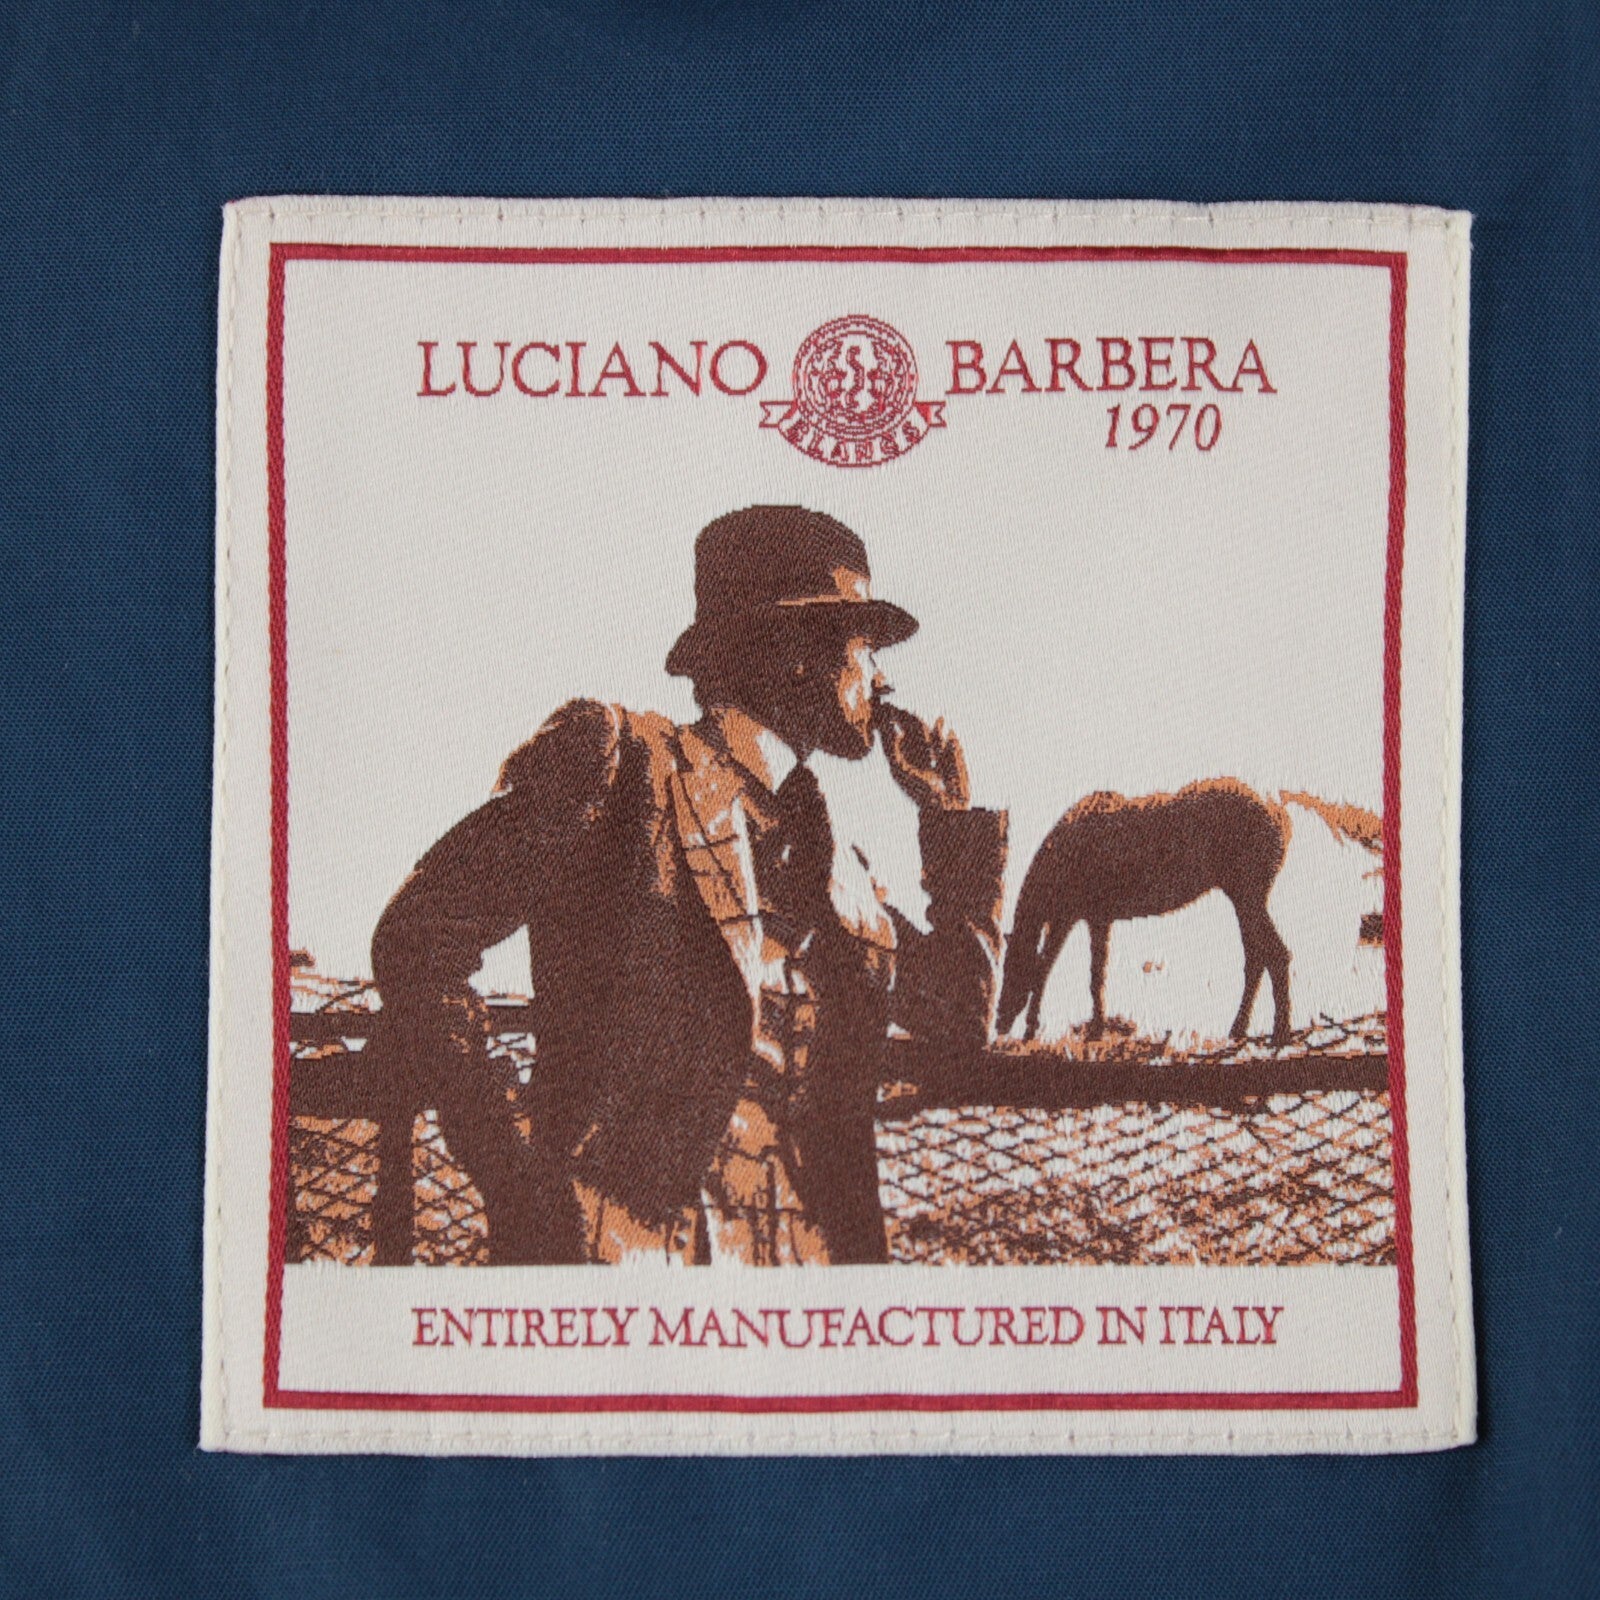 LUCIANO BARBERA
1970
ENTIRELY MANUFACTURED IN ITALY